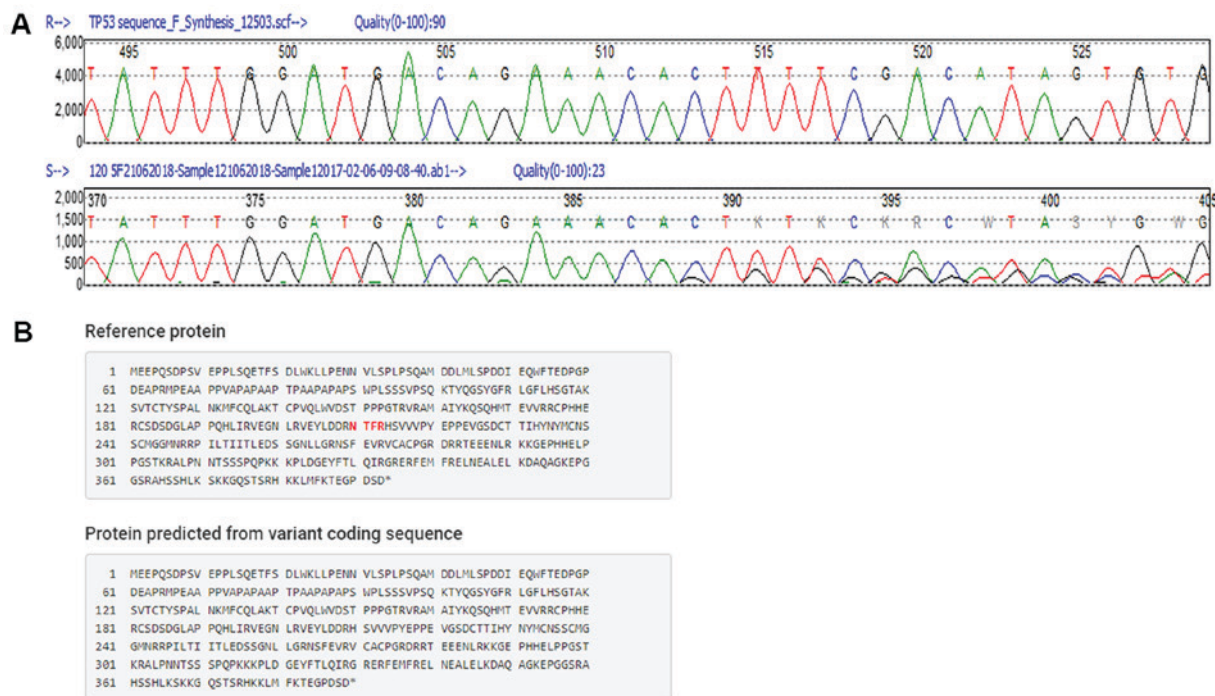 A R--> TP53 sequence_F_Synthesis_12503.scf--> Quality(0-100):90
6,000 495 500 505 510 515 520 525
4,000 T A T T T G G A T G A C A G A A A C A C T T T T C G A C A T A G T G T G
2,000
0
S--> 120 5F21062018-Sample121062018-Sample12017-02-06-09-08-40.ab1--> Quality(0-100):23
2,000 370 375 380 385 390 395 400 405
1,500 T A T T T G G A T G A C A G A A A C A C T K T K C K R C W T A S Y G W G
1,000
500
0
B Reference protein
1 MEEPQSDPSV EPPLSQETFS DLWKLLPENN VLSPLPSQAM DDLMLSPDDI EQWFTEDPGP
61 DEAPRMPEAA PPVAPAPAAP TPAAPAPAPS WPLSSSVPSQ KTYQGSYGFR LGFLHSGTAK
121 SVTCTYSPAL NKMFCQLAKT CPVQLWVDST PPPGTRVRAM AIYKQSQHMT EVVRRCPHHE
181 RCSDSDGLAP PQHLIRVEGN LRVEYLDDRN TFRHSVVVPY EPPEVGSDCT TIHYNYMCNS
241 SCMGGMNRRP ILTIITLEDS SGNLLGRNSF EVRVCACPGR DRRTEEENLR KKGEPHHELP
301 PGSTKRALPN NTSSSPQPKK KPLDGEYFTL QIRGRERFEM FRELNEALEL KDAQAGKEPG
361 GSRAHSSHLK SKKGQSTSRH KKLMFKTEGP DSD*
Protein predicted from variant coding sequence
1 MEEPQSDPSV EPPLSQETFS DLWKLLPENN VLSPLPSQAM DDLMLSPDDI EQWFTEDPGP
61 DEAPRMPEAA PPVAPAPAAP TPAAPAPAPS WPLSSSVPSQ KTYQGSYGFR LGFLHSGTAK
121 SVTCTYSPAL NKMFCQLAKT CPVQLWVDST PPPGTRVRAM AIYKQSQHMT EVVRRCPHHE
181 RCSDSDGLAP PQHLIRVEGN LRVEYLDDRH SVVVPYEPPE VGSDCTTIHY NYMCNSSCMG
241 GMNRRPILTI ITLEDSSGNL LGRNSFEVRV CACPGRDRRT EEENLRKKGE PHHELPPGST
301 KRALPNNTSS SPQPKKKPLD GEYFTLQIRG RERFEMFREL NEALELKDAQ AGKEPGGSRA
361 HSSHLKSKKG QSTSRHKKLM FKTEGPDSD*